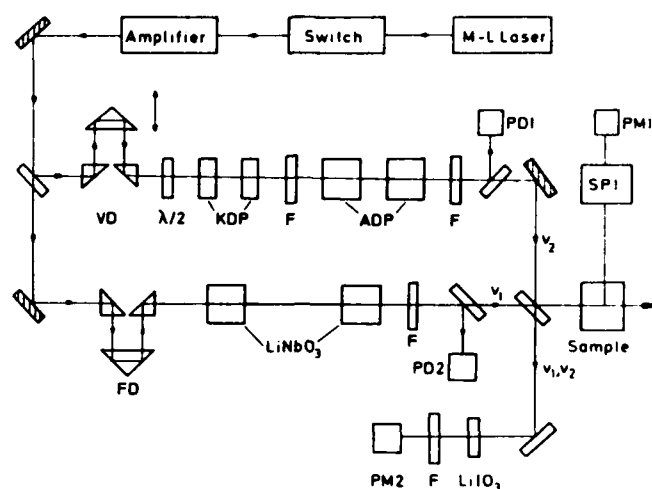 Amplifier
Switch
M-L Laser
PD1
PM1
SP1
VD
λ/2
KDP
F
ADP
F
ν₂
ν₁
LiNbO₃
F
PD2
Sample
FD
ν₁,ν₂
PM2
F
LiIO₃